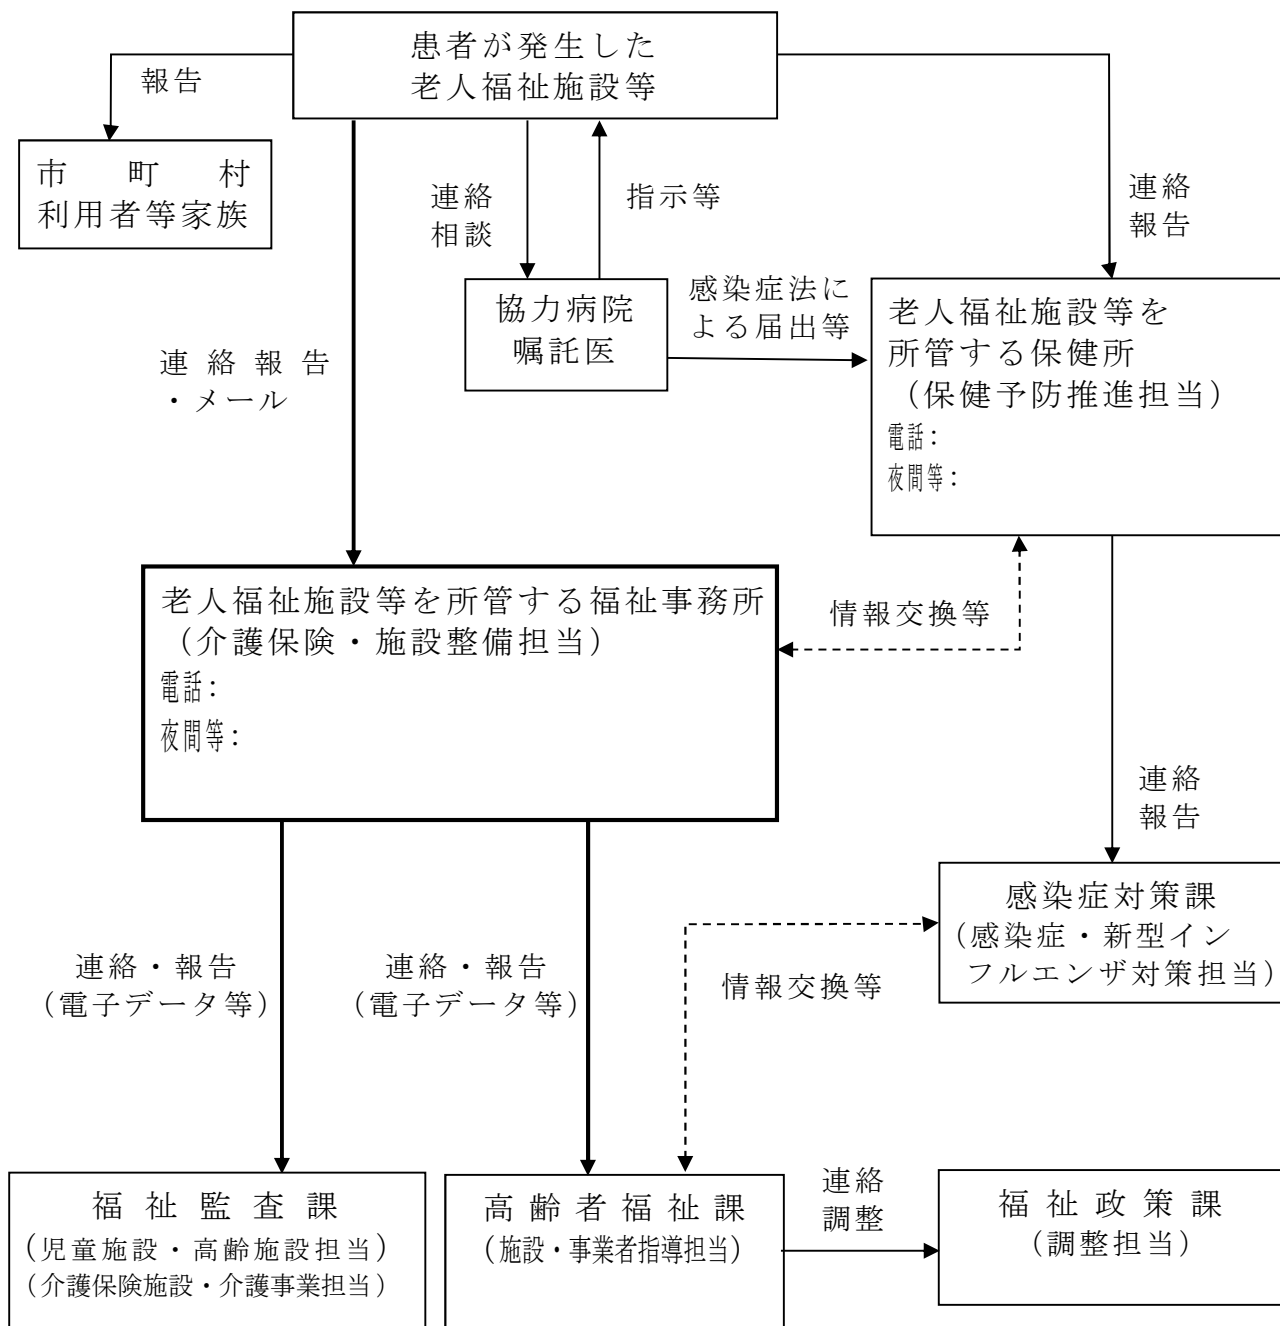 患者が発生した
老人福祉施設等
報告
市町村
利用者等家族
連絡
相談
指示等
連絡
報告
協力病院
嘱託医
感染症法に
よる届出等
老人福祉施設等を
所管する保健所
（保健予防推進担当）
電話：
夜間等：
連絡報告
・メール
老人福祉施設等を所管する福祉事務所
（介護保険・施設整備担当）
電話：
夜間等：
情報交換等
連絡
報告
感染症対策課
（感染症・新型イン
フルエンザ対策担当）
連絡・報告
（電子データ等）
連絡・報告
（電子データ等）
情報交換等
福祉監査課
（児童施設・高齢施設担当）
（介護保険施設・介護事業担当）
高齢者福祉課
（施設・事業者指導担当）
連絡
調整
福祉政策課
（調整担当）